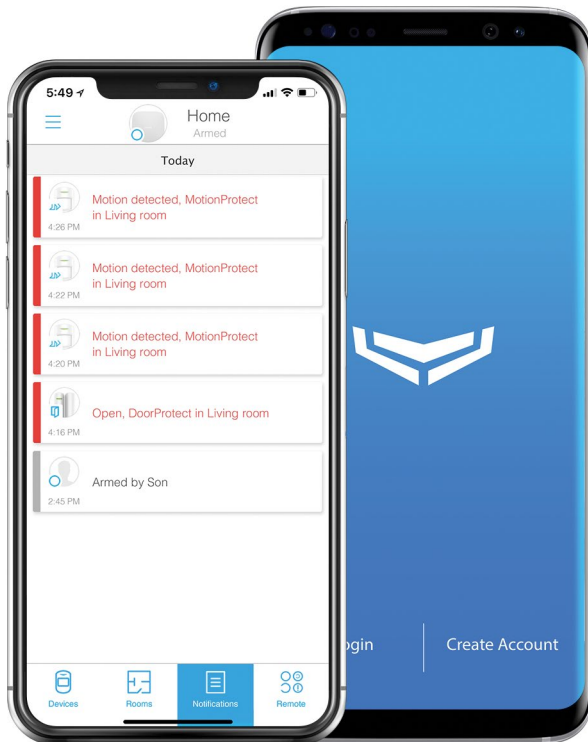 5:49
Home
Armed
Today
Motion detected, MotionProtect
in Living room
4:26 PM
Motion detected, MotionProtect
in Living room
4:22 PM
Motion detected, MotionProtect
in Living room
4:20 PM
Open, DoorProtect in Living room
4:16 PM
Armed by Son
2:45 PM
Devices
Rooms
Notifications
Remote
gin
Create Account